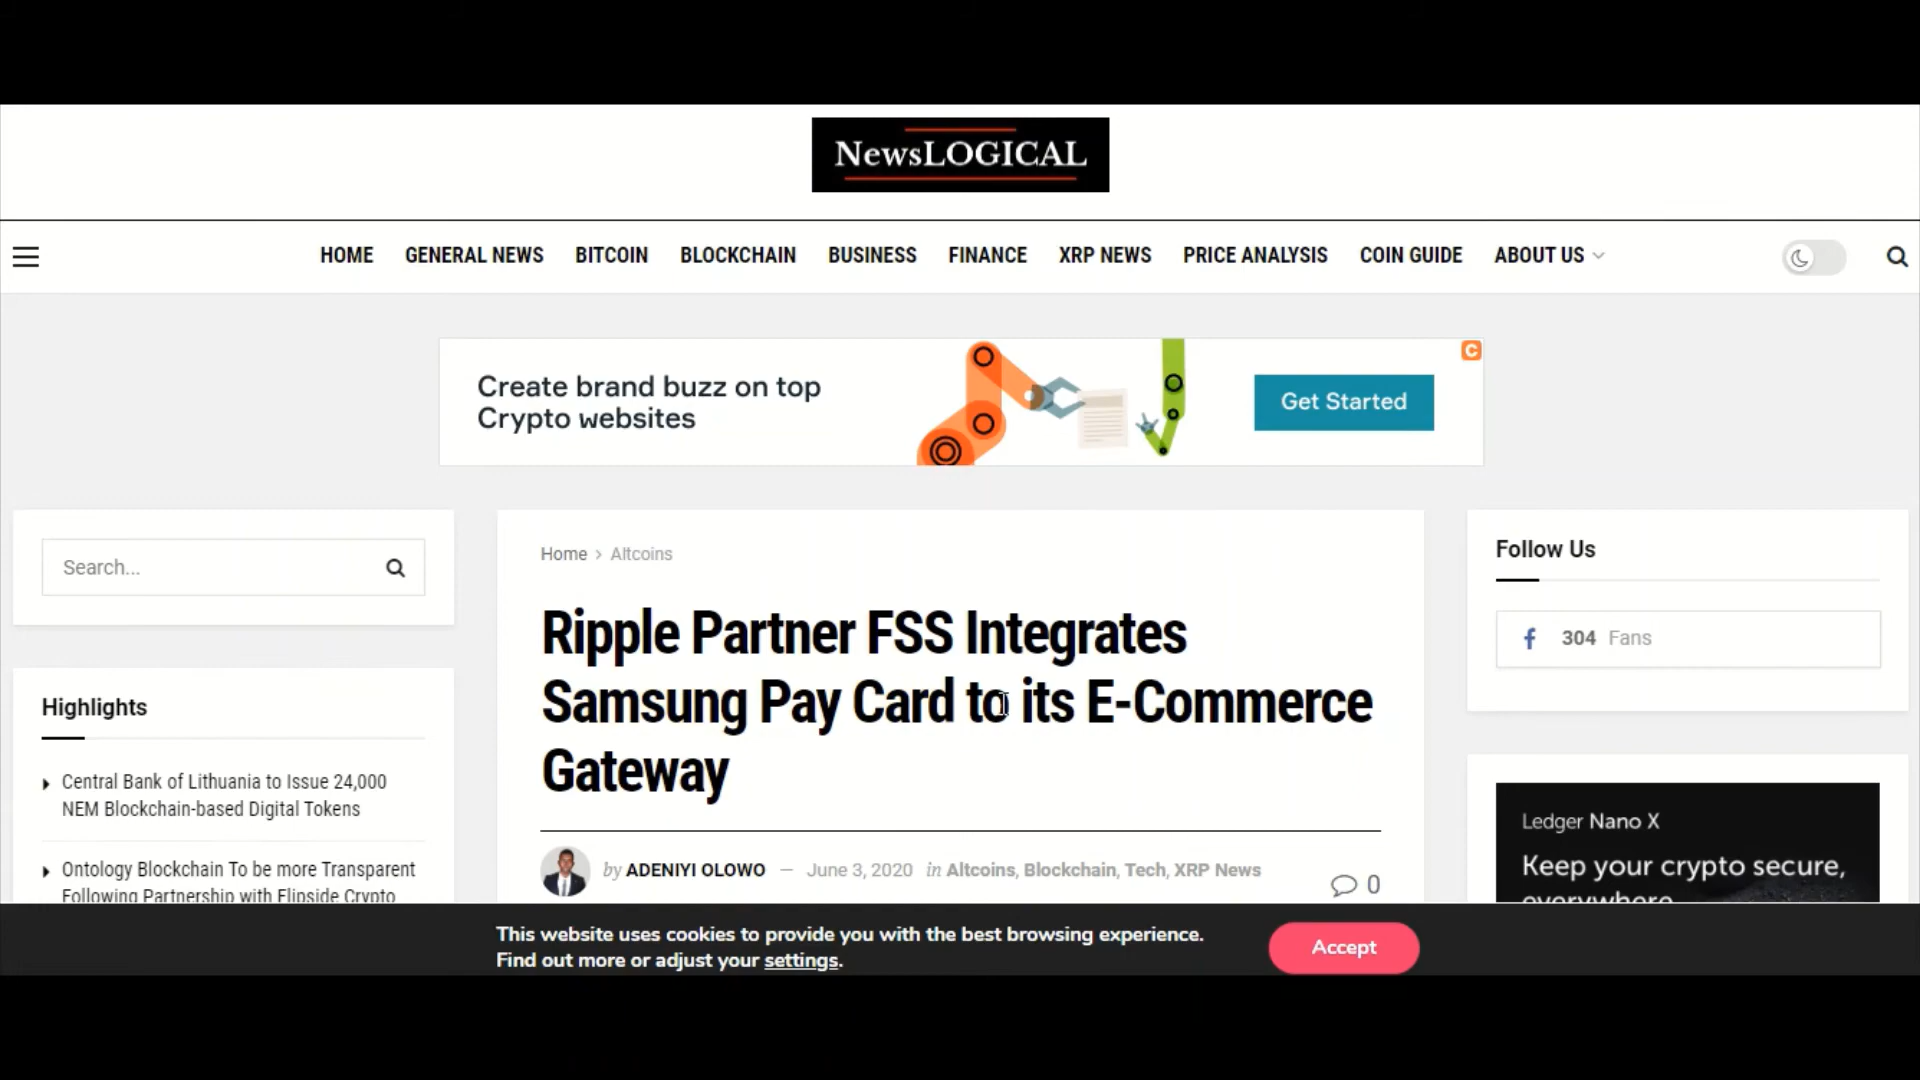 NewsLOGICAL
HOME GENERAL NEWS BITCOIN BLOCKCHAIN BUSINESS FINANCE XRP NEWS PRICE ANALYSIS COIN GUIDE ABOUT US
Create brand buzz on top
Crypto websites
Get Started
C
Search...
Highlights
Central Bank of Lithuania to Issue 24,000
NEM Blockchain-based Digital Tokens
Ontology Blockchain To be more Transparent
Following Partnership with Flipside Crypto
Home > Altcoins
Ripple Partner FSS Integrates
Samsung Pay Card to its E-Commerce
Gateway
by ADENIYI OLOWO — June 3, 2020 in Altcoins, Blockchain, Tech, XRP News
0
Follow Us
f 304 Fans
Ledger Nano X
Keep your crypto secure,
everywhere
This website uses cookies to provide you with the best browsing experience.
Find out more or adjust your settings.
Accept